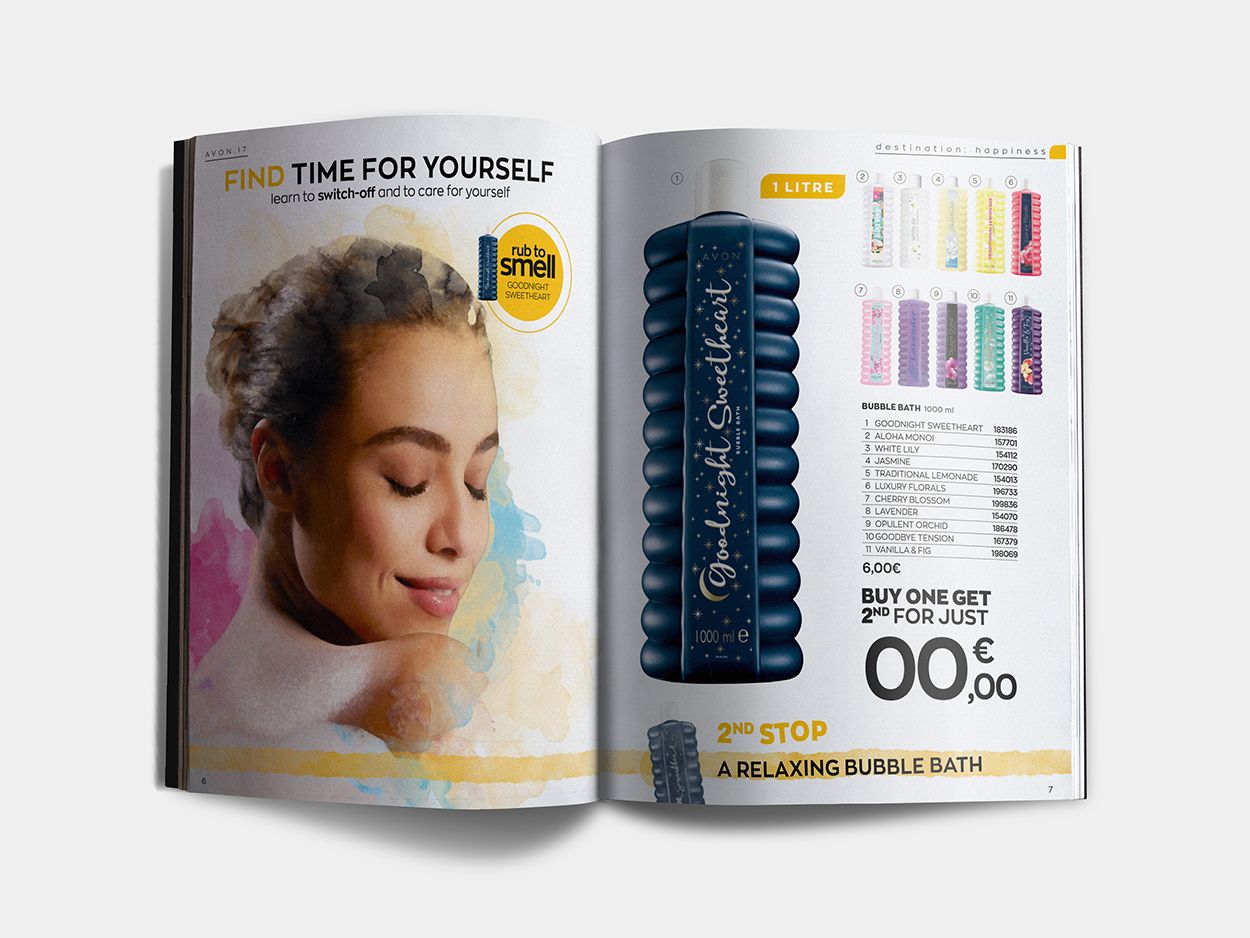 AVON.IT
FIND TIME FOR YOURSELF
learn to switch-off and to care for yourself
rub to
smell
GOODNIGHT
SWEETHEART
6
destination: happiness
1
1 LITRE
AVON
Goodnight Sweetheart
BUBBLE BATH
1000 ml e
2 3 4 5 6
TRADITIONAL LEMONADE
7 8 9 10 11
Lavender
Vanilla & Fig
BUBBLE BATH 1000 ml
1 GOODNIGHT SWEETHEART 183186
2 ALOHA MONOI 157701
3 WHITE LILY 154112
4 JASMINE 170290
5 TRADITIONAL LEMONADE 154013
6 LUXURY FLORALS 196733
7 CHERRY BLOSSOM 199836
8 LAVENDER 154070
9 OPULENT ORCHID 186478
10 GOODBYE TENSION 167379
11 VANILLA & FIG 198069
6,00€
BUY ONE GET
2ND FOR JUST
00,00€
2ND STOP
A RELAXING BUBBLE BATH
7